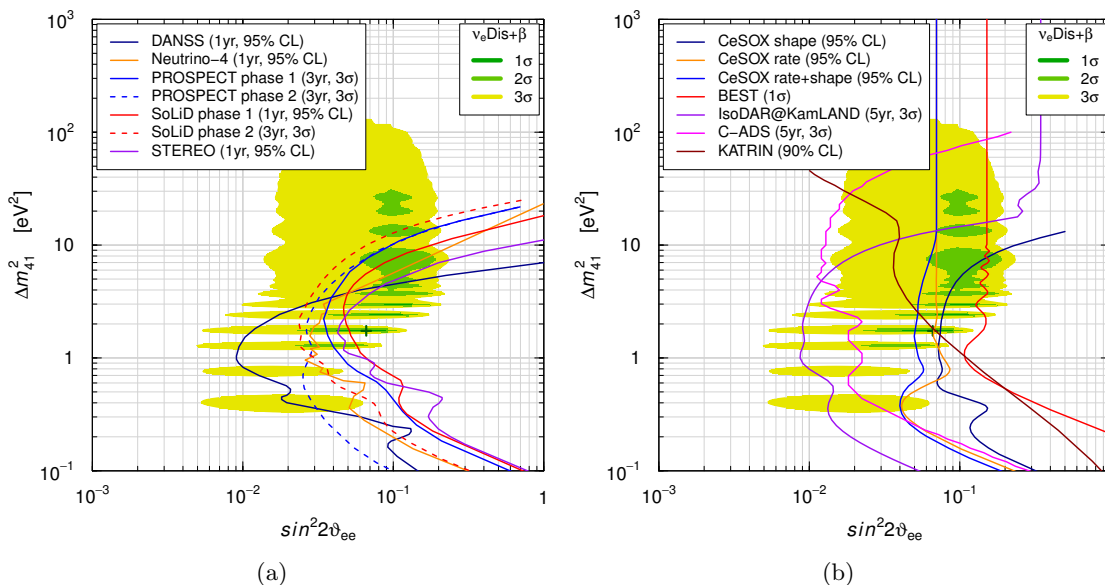 10³
10²
10
1
10⁻¹
Δm²₄₁ [eV²]
DANSS (1yr, 95% CL)
Neutrino−4 (1yr, 95% CL)
PROSPECT phase 1 (3yr, 3σ)
PROSPECT phase 2 (3yr, 3σ)
SoLiD phase 1 (1yr, 95% CL)
SoLiD phase 2 (3yr, 3σ)
STEREO (1yr, 95% CL)
νₑDis+β
1σ
2σ
3σ
10⁻³ 10⁻² 10⁻¹ 1
sin²2ϑₑₑ
(a)
10³
10²
10
1
10⁻¹
Δm²₄₁ [eV²]
CeSOX shape (95% CL)
CeSOX rate (95% CL)
CeSOX rate+shape (95% CL)
BEST (1σ)
IsoDAR@KamLAND (5yr, 3σ)
C−ADS (5yr, 3σ)
KATRIN (90% CL)
νₑDis+β
1σ
2σ
3σ
10⁻³ 10⁻² 10⁻¹
sin²2ϑₑₑ
(b)